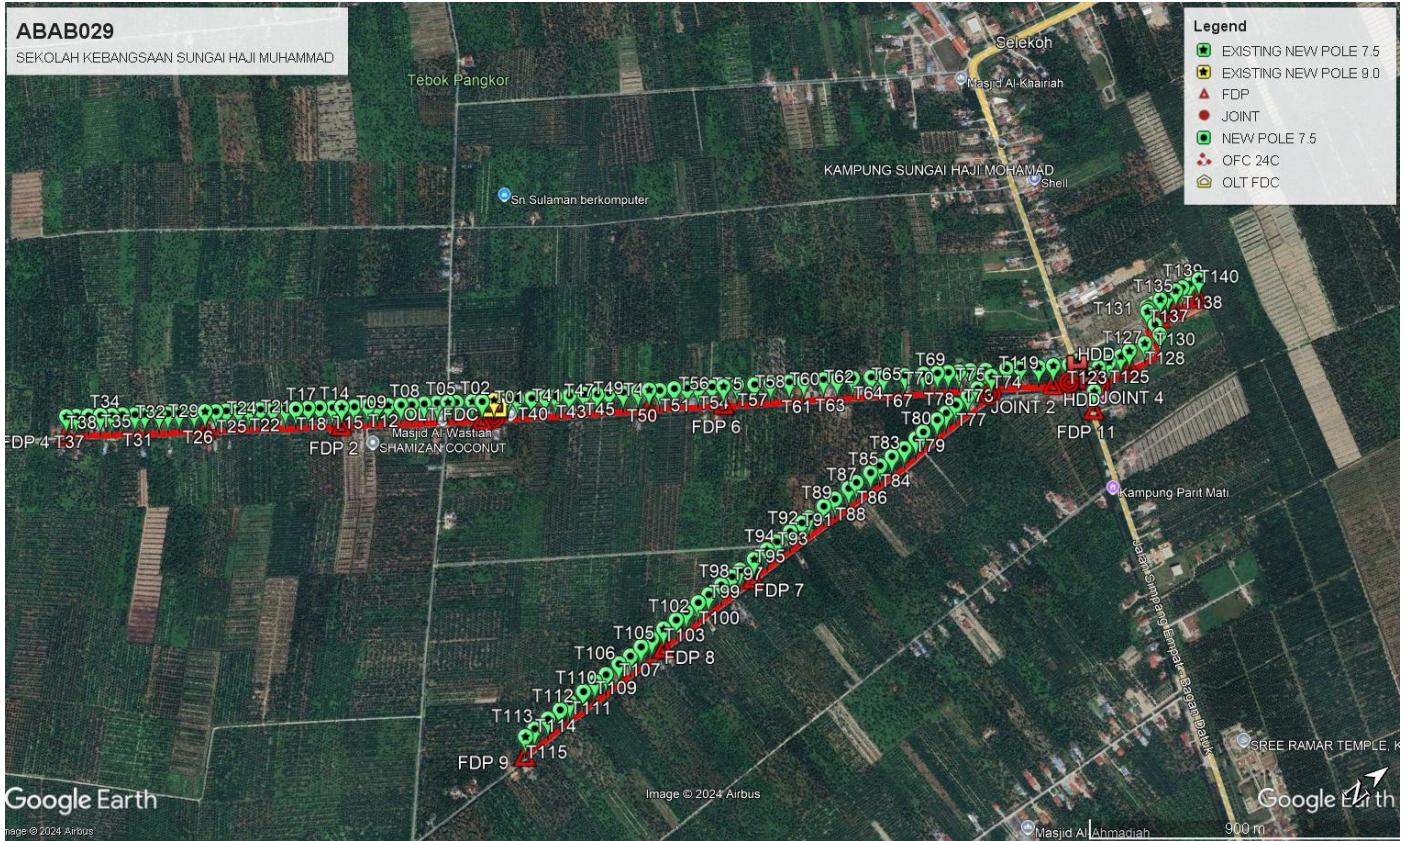 ABAB029
SEKOLAH KEBANGSAAN SUNGAI HAJI MUHAMMAD
Legend
EXISTING NEW POLE 7.5
EXISTING NEW POLE 9.0
FDP
JOINT
NEW POLE 7.5
OFC 24C
OLT FDC
Selekoh
Tebok Pangkor
Masjid Al-Khairiah
KAMPUNG SUNGAI HAJI MOHAMAD
Shell
Sn Sulaman berkomputer
T139
T140
T135
T138
T131
T137
T127
T130
T128
HDD
T119
T125
T123
HDD
JOINT 4
FDP 11
T69
T75
T65
T70
T74
T60
T62
T58
T56
T67
T78
T73
JOINT 2
T64
T63
T61
T57
T54
FDP 6
T51
T50
T47
T49
T41
T45
T43
T40
T01
T02
T05
T08
OLT FDC
T09
T12
T14
T17
T15
T18
FDP 2
T21
T24
T22
T25
T26
T29
T32
T31
T34
T35
T38
T37
FDP 4
Masjid Al-Wastiah
SHAMIZAN COCONUT
T80
T77
T79
T83
T84
T85
T86
T87
T88
T89
T91
T92
T93
T94
T95
T97
T98
T99
FDP 7
T100
T102
T103
FDP 8
T105
T106
T107
T109
T110
T111
T112
T113
T114
T115
FDP 9
Kampung Parit Mati
Jalan Simpang Empat - Bagan Datuk
SREE RAMAR TEMPLE, K
Masjid Al-Ahmadiah
Google Earth
Image © 2024 Airbus
Image © 2024 Airbus
Google Earth
900 m